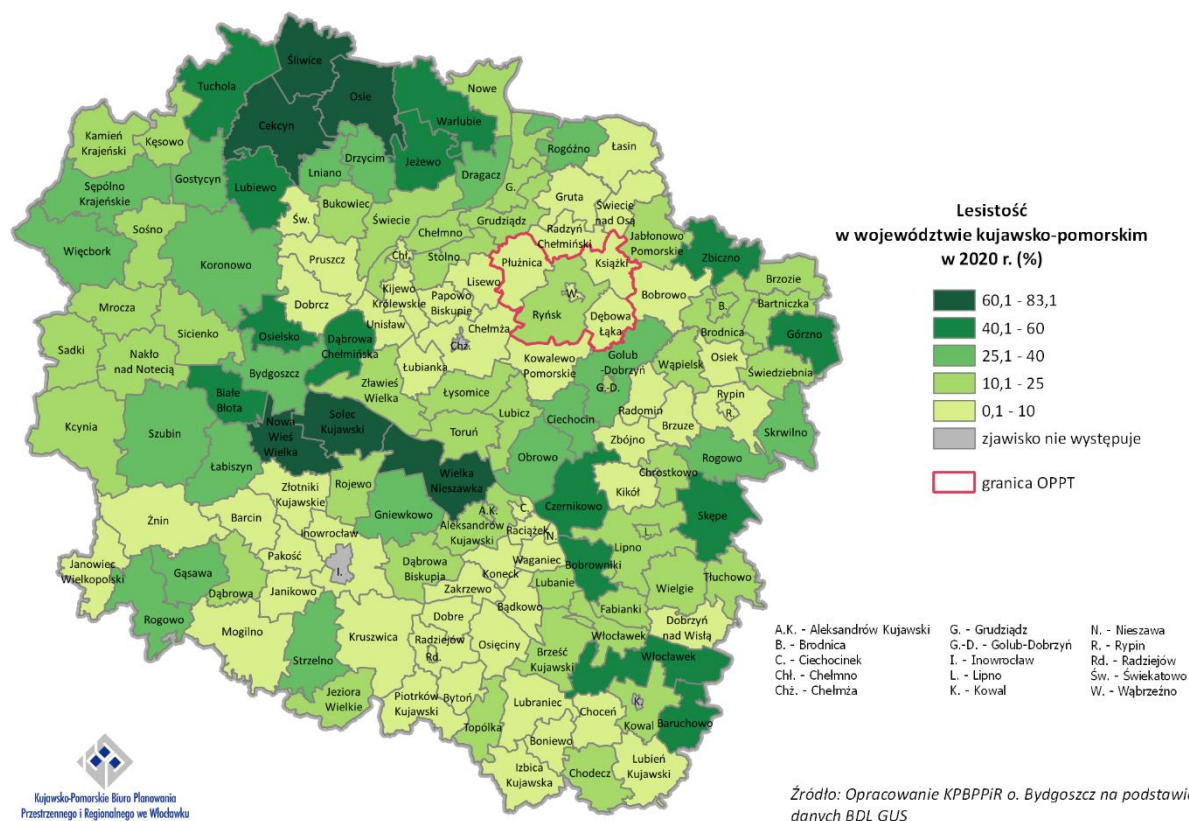 Śliwice
Tuchola
Osie
Nowe
Warlubie
Cekcyn
Kamień
Krajeński
Kęsowo
Rogóźno
Łasin
Drzycim
Jeżewo
Lniano
Dragacz
Gostycyn
Lubiewo
G.
Gruta
Sępólno
Krajeńskie
Bukowiec
Św.
Świecie
Grudziądz
Świecie
nad Osą
Sośno
Chełmno
Radzyń
Chełmiński
Jabłonowo
Pomorskie
Więcbork
Zbiczno
Koronowo
Pruszcz
Chł.
Stolno
Płużnica
Książki
Brzozie
Kijewo
Królewskie
Lisewo
W.
Bobrowo
Bartniczka
Mrocza
Dobrcz
Papowo
Biskupie
B.
Unisław
Ryńsk
Dębowa
Łąka
Brodnica
Górzno
Sicienko
Osielsko
Dąbrowa
Chełmińska
Chełmża
Chż.
Sadki
Nakło
nad Notecią
Golub
-Dobrzyń
Osiek
Łubianka
Kowalewo
Pomorskie
Wąpielsk
Świedziebnia
Bydgoszcz
Zławieś
Wielka
Łysomice
G.-D.
Rypin
Białe
Błota
Lubicz
Ciechocin
Radomin
R.
Kcynia
Solec
Kujawski
Nowa
Wieś
Wielka
Brzuze
Szubin
Toruń
Zbójno
Skrwilno
Łabiszyn
Obrowo
Rogowo
Wielka
Nieszawka
Złotniki
Kujawskie
Rojewo
Chrostkowo
Kikół
Żnin
Barcin
Gniewkowo
Czernikowo
Skępe
A.K.
C.
Inowrocław
Aleksandrów
Kujawski
Raciążek
N.
L.
Pakość
Lipno
Janowiec
Wielkopolski
Gąsawa
I.
Dąbrowa
Biskupia
Waganiec
Bobrowniki
Koneck
Lubanie
Tłuchowo
Dąbrowa
Janikowo
Zakrzewo
Wielgie
Bądkowo
Fabianki
Rogowo
Dobre
Dobrzyń
nad Wisłą
Mogilno
Kruszwica
Radziejów
Osięciny
Włocławek
Strzelno
Rd.
Brześć
Kujawski
Włocławek
Jeziora
Wielkie
Piotrków
Kujawski
Bytoń
Lubraniec
Choceń
K.
Kowal
Baruchowo
Topólka
Boniewo
Izbica
Kujawska
Chodecz
Lubień
Kujawski
Lesistość
w województwie kujawsko-pomorskim
w 2020 r. (%)
60,1 - 83,1
40,1 - 60
25,1 - 40
10,1 - 25
0,1 - 10
zjawisko nie występuje
granica OPPT
A.K. - Aleksandrów Kujawski
B. - Brodnica
C. - Ciechocinek
Chł. - Chełmno
Chż. - Chełmża
G. - Grudziądz
G.-D. - Golub-Dobrzyń
I. - Inowrocław
L. - Lipno
K. - Kowal
N. - Nieszawa
R. - Rypin
Rd. - Radziejów
Św. - Świekatowo
W. - Wąbrzeźno
Kujawsko-Pomorskie Biuro Planowania
Przestrzennego i Regionalnego we Włocławku
Źródło: Opracowanie KPBPPiR o. Bydgoszcz na podstawie
danych BDL GUS